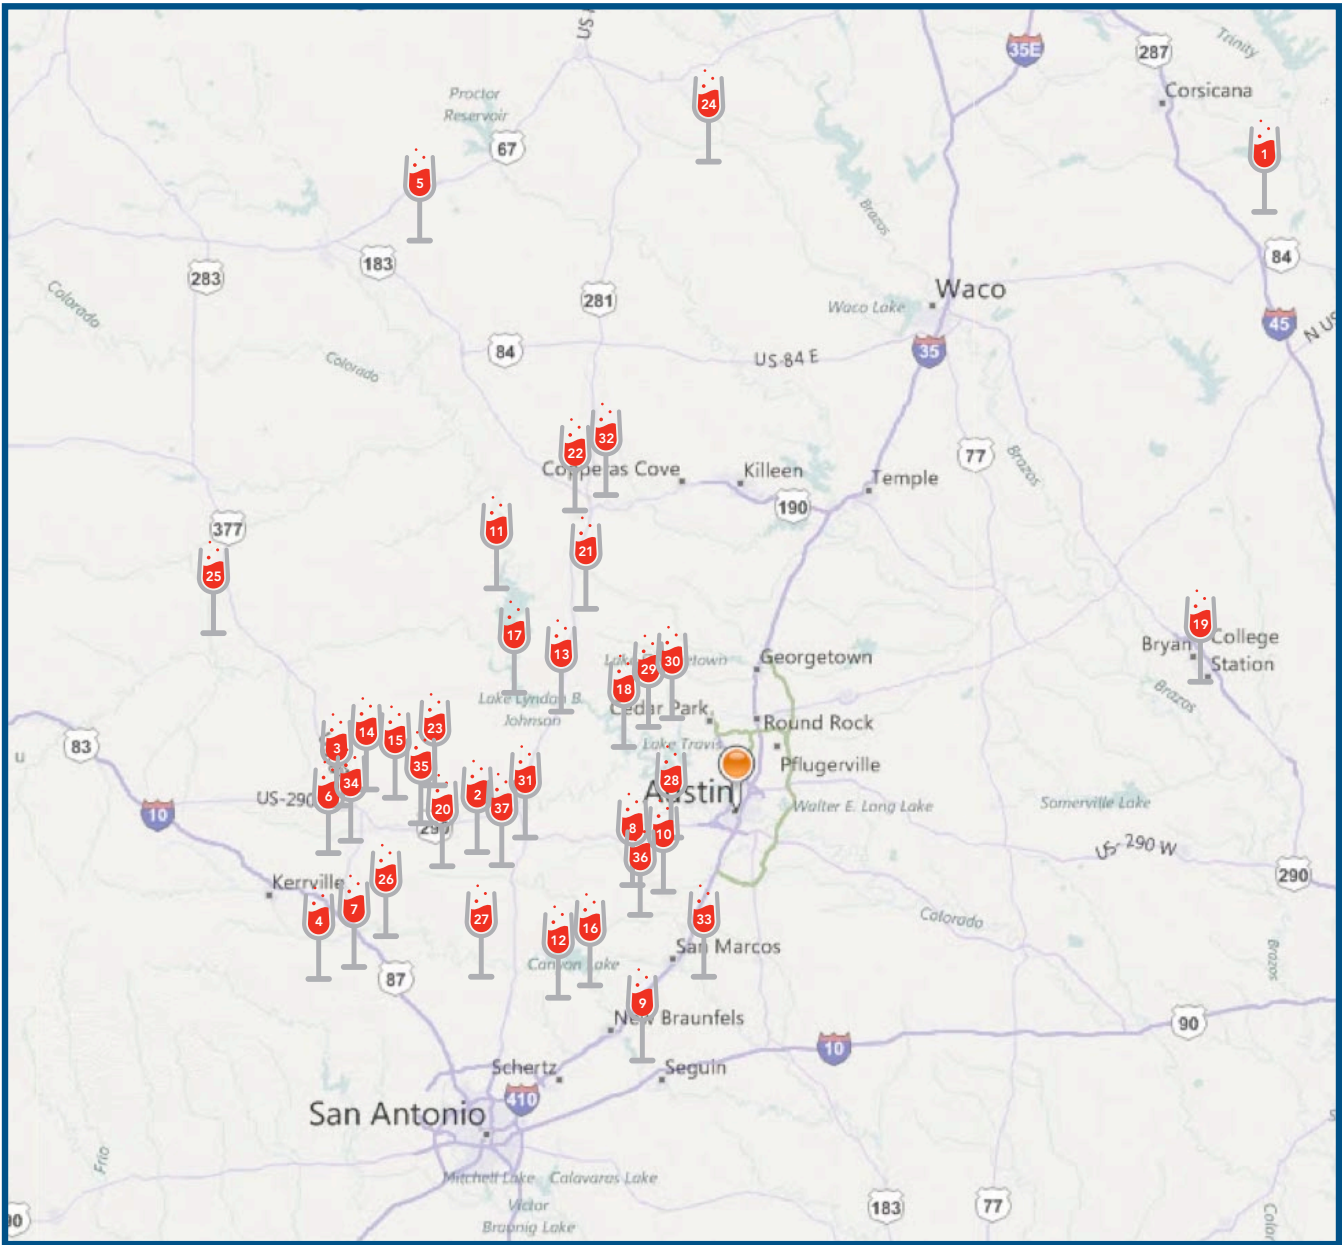 US
35E
287
Trinity
Corsicana
Proctor
Reservoir
24
67
1
5
Brazos
183
84
283
281
Colorado
Waco
Waco Lake
45
N US
84
US 84 E
35
Colorado
32
22
77
Copperas Cove
Killeen
Temple
Brazos
190
11
377
21
25
19
17
College
Bryan
Station
13
29
30
Georgetown
18
Lake Lyndon B.
Johnson
Cedar Park
Brazos
14
23
Round Rock
3
15
Lake Travis
83
u
35
Pflugerville
34
31
28
6
US-290
2
Austin
20
37
Walter E. Long Lake
Somerville Lake
10
290
8
10
36
US- 290 W
290
Kerrville
26
7
4
27
33
Colorado
16
12
San Marcos
Canyon Lake
Brazos
87
9
New Braunfels
90
10
Schertz
Seguin
410
San Antonio
Frio
Mitchell Lake
Calaveras Lake
Victor
Braunig Lake
183
77
90
Color